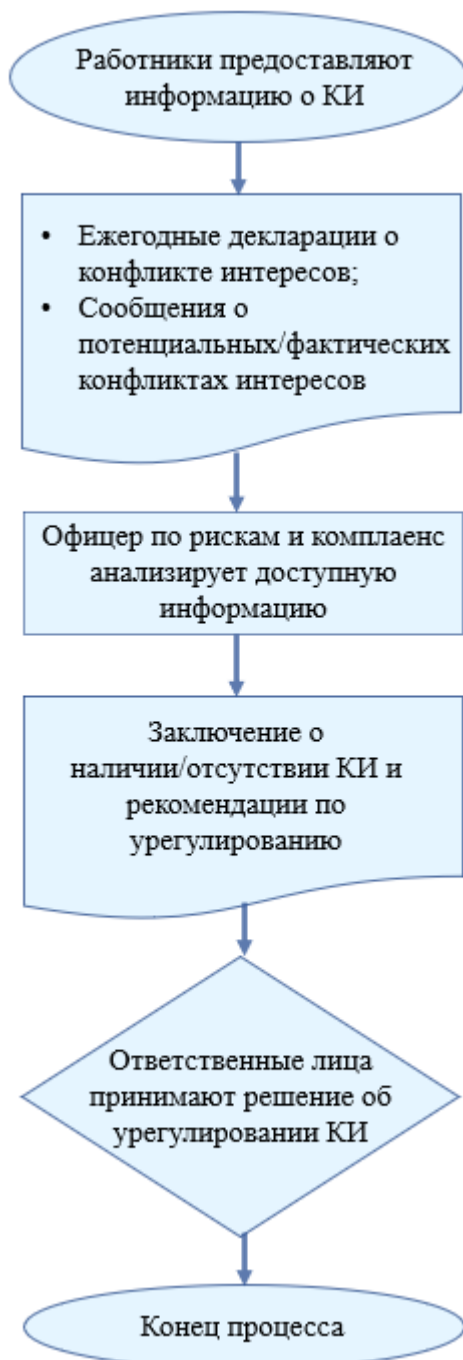 Работники предоставляют
информацию о КИ
• Ежегодные декларации о
конфликте интересов;
• Сообщения о
потенциальных/фактических
конфликтах интересов
Офицер по рискам и комплаенс
анализирует доступную
информацию
Заключение о
наличии/отсутствии КИ и
рекомендации по
урегулированию
Ответственные лица
принимают решение об
урегулировании КИ
Конец процесса